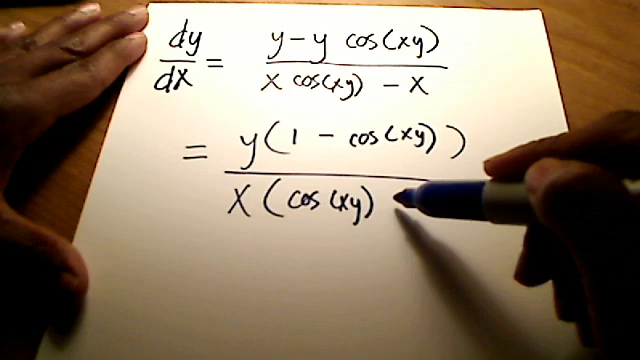 dy/dx = (y - y cos(xy)) / (x cos(xy) - x)
= y(1 - cos(xy)) / x(cos(xy)